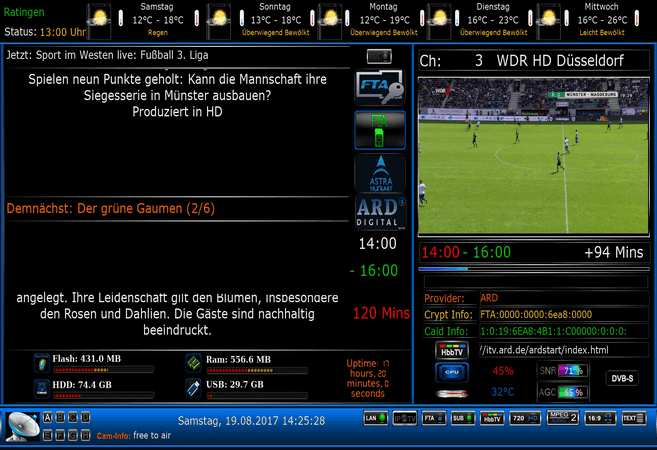 Ratingen
Status: 13:00 Uhr
Samstag
12°C - 18°C
Regen
Sonntag
13°C - 18°C
Überwiegend Bewölkt
Montag
12°C - 19°C
Überwiegend Bewölkt
Dienstag
16°C - 23°C
Überwiegend Bewölkt
Mittwoch
16°C - 26°C
Leicht Bewölkt
Jetzt: Sport im Westen live: Fußball 3. Liga
Spielen neun Punkte geholt: Kann die Mannschaft ihre
Siegesserie in Münster ausbauen?
Produziert in HD
Demnächst: Der grüne Gaumen (2/6)
angelegt. Ihre Leidenschaft gilt den Blumen, insbesondere
den Rosen und Dahlien. Die Gäste sind nachhaltig
beeindruckt.
FTA
FTA
ASTRA
19,2°EAST
ARD
DIGITAL
14:00
- 16:00
120 Mins
Ch: 3 WDR HD Düsseldorf
WDR
MÜNSTER - MAGDEBURG
14:00 - 16:00 +94 Mins
Provider: ARD
Crypt Info: FTA:0000:0000:6ea8:0000
Caid Info: 1:0:19:6EA8:4B1:1:C00000:0:0:0:
HbbTV
//itv.ard.de/ardstart/index.html
CPU 45% SNR 71 %
DVB-S
32°C AGC 65 %
Flash: 431.0 MB
Ram: 556.6 MB
HDD: 74.4 GB
USB: 29.7 GB
Uptime:
hours, 20
minutes,
seconds
A B C D
E F G H
Cam-Info: free to air
Samstag, 19.08.2017 14:25:28
LAN IPTV FTA SUB HbbTV 720 HD MPEG 2 16:9 TEXT